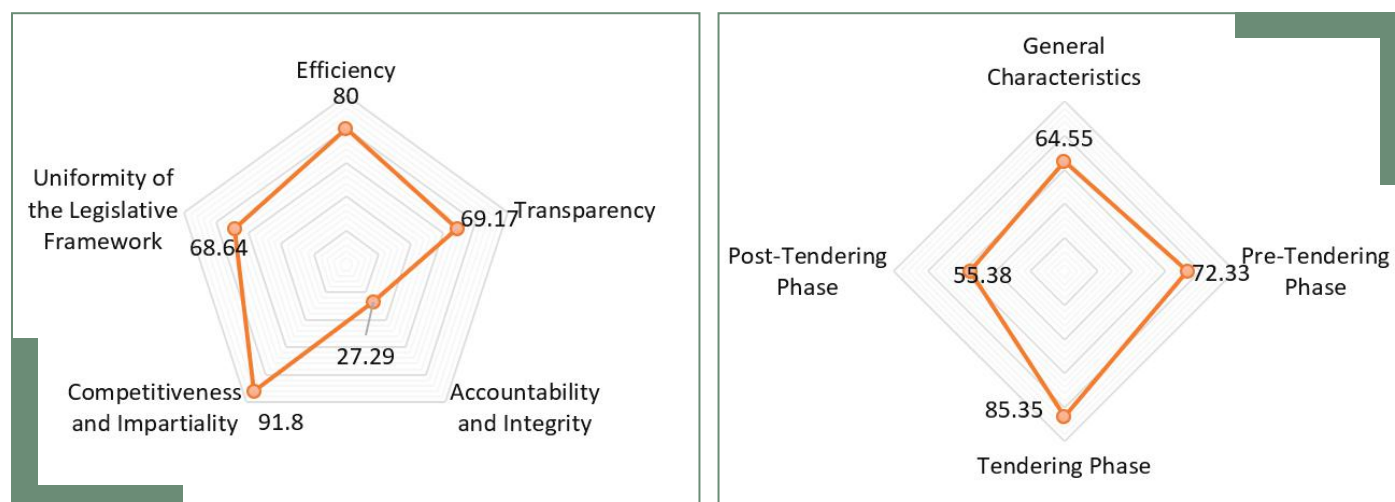 Efficiency
80
Uniformity of
the Legislative
Framework
68.64
69.17
Transparency
27.29
Competitiveness
and Impartiality
91.8
Accountability
and Integrity
General
Characteristics
64.55
Post-Tendering
Phase
55.38
72.33
Pre-Tendering
Phase
85.35
Tendering Phase